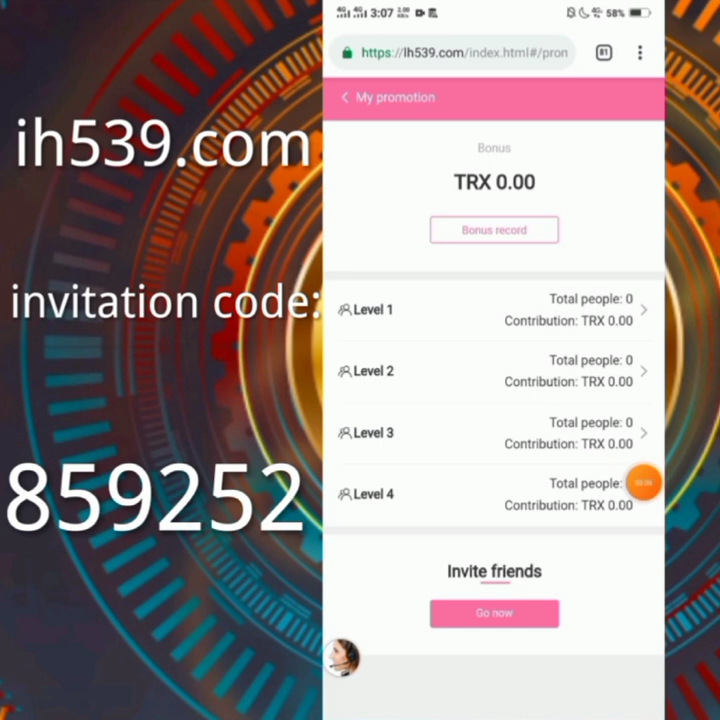 ih539.com
invitation code:
859252
3:07
58%
https://lh539.com/index.html#/pron
81
My promotion
Bonus
TRX 0.00
Bonus record
Level 1
Total people: 0
Contribution: TRX 0.00
Level 2
Total people: 0
Contribution: TRX 0.00
Level 3
Total people: 0
Contribution: TRX 0.00
Level 4
Total people:
Contribution: TRX 0.00
Invite friends
Go now